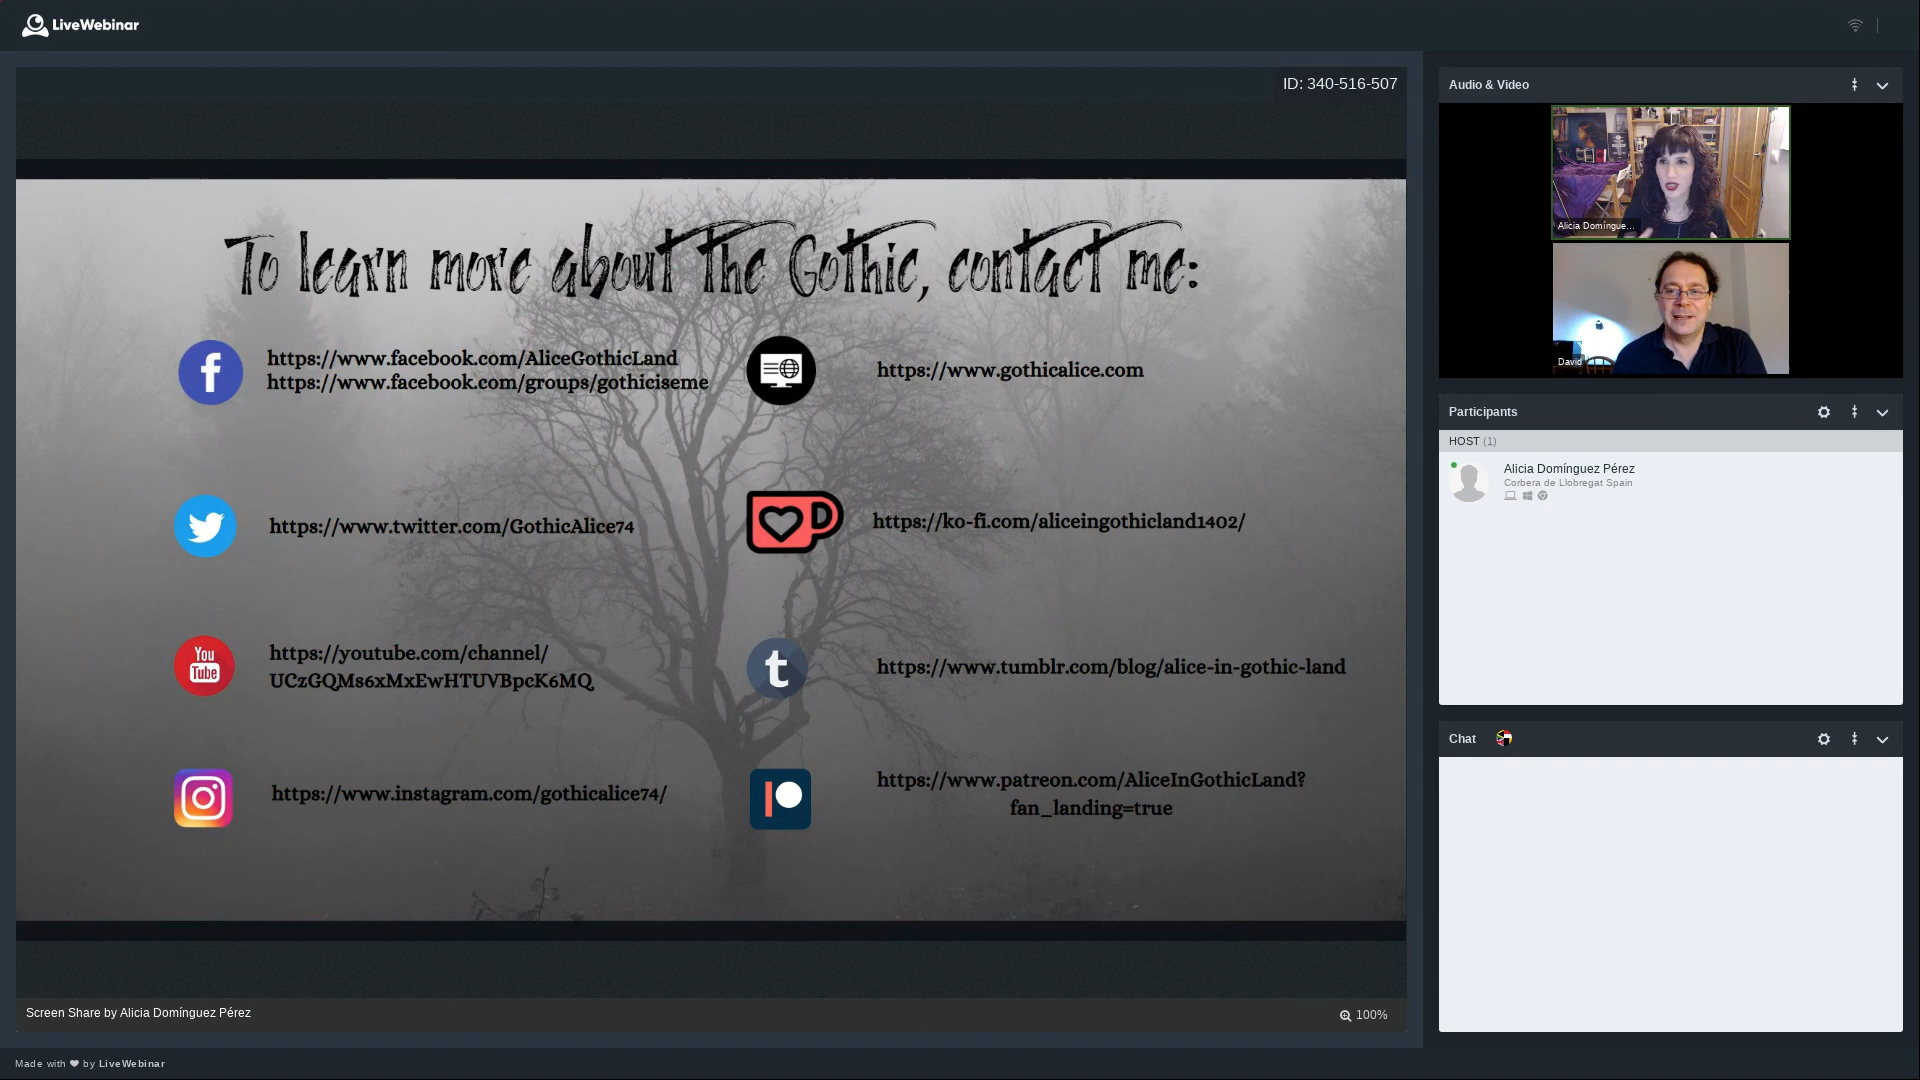 LiveWebinar
ID: 340-516-507
To learn more about the Gothic, contact me:
https://www.facebook.com/AliceGothicLand
https://www.facebook.com/groups/gothiciseme
https://www.gothicalice.com
https://www.twitter.com/GothicAlice74
https://ko-fi.com/aliceingothicland1402/
You
Tube
https://youtube.com/channel/
UCzGQMs6xMxEwHTUVBpcK6MQ
https://www.tumblr.com/blog/alice-in-gothic-land
https://www.instagram.com/gothicalice74/
https://www.patreon.com/AliceInGothicLand?
fan_landing=true
Screen Share by Alicia Domínguez Pérez
100%
Audio & Video
Alicia Domíngue...
David
Participants
HOST (1)
Alicia Domínguez Pérez
Corbera de Llobregat Spain
Chat
Made with ❤ by LiveWebinar